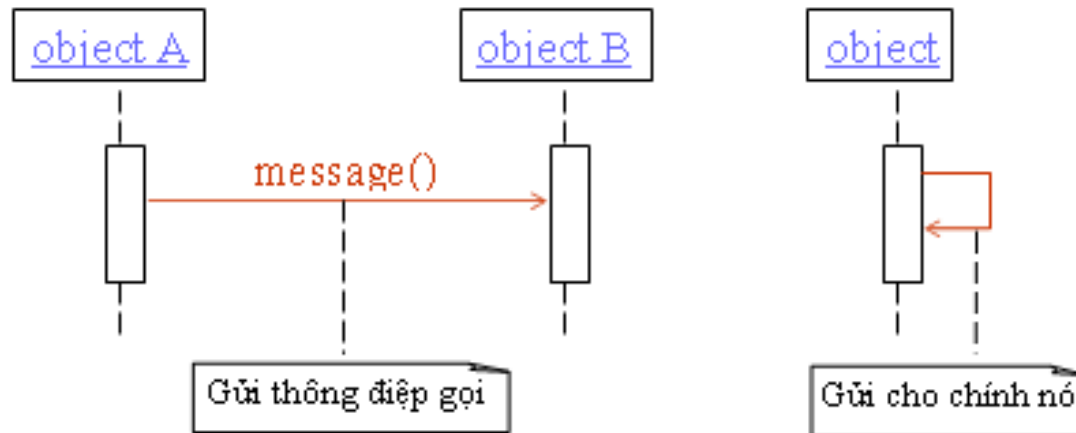 object A
object B
object
message()
Gửi thông điệp gọi
Gửi cho chính nó